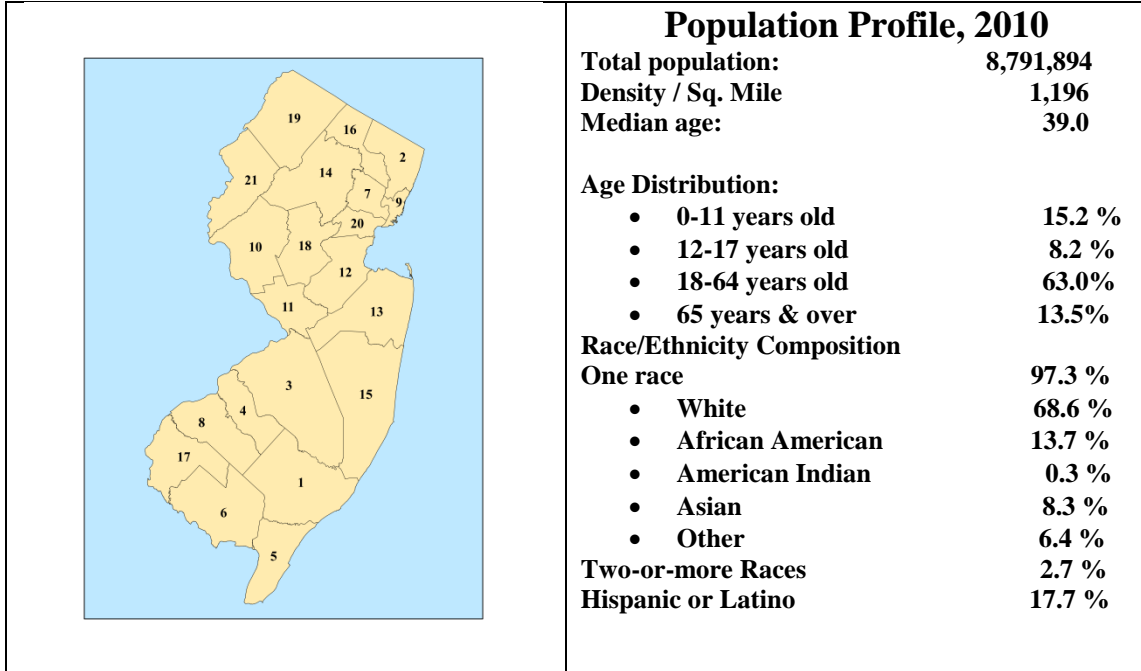 19
16
2
14
21
7
9
20
10
18
12
11
13
3
15
4
8
17
1
6
5
Population Profile, 2010
Total population: 8,791,894
Density / Sq. Mile 1,196
Median age: 39.0
Age Distribution:
• 0-11 years old 15.2 %
• 12-17 years old 8.2 %
• 18-64 years old 63.0%
• 65 years & over 13.5%
Race/Ethnicity Composition
One race 97.3 %
• White 68.6 %
• African American 13.7 %
• American Indian 0.3 %
• Asian 8.3 %
• Other 6.4 %
Two-or-more Races 2.7 %
Hispanic or Latino 17.7 %